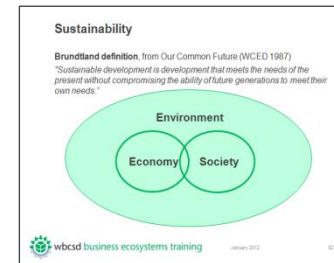 Sustainability
Brundtland definition, from Our Common Future (WCED 1987)
"Sustainable development is development that meets the needs of the
present without compromising the ability of future generations to meet their
own needs."
Environment
Economy Society
wbcsd business ecosystems training January 2012